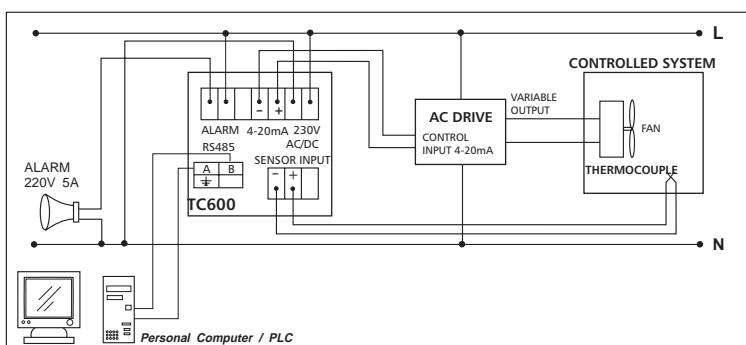 L
CONTROLLED SYSTEM
VARIABLE
OUTPUT
AC DRIVE
CONTROL
INPUT 4-20mA
FAN
THERMOCOUPLE
- + 
ALARM 4-20mA 230V
AC/DC
RS485
A B
SENSOR INPUT
- +
TC600
ALARM
220V 5A
N
Personal Computer / PLC